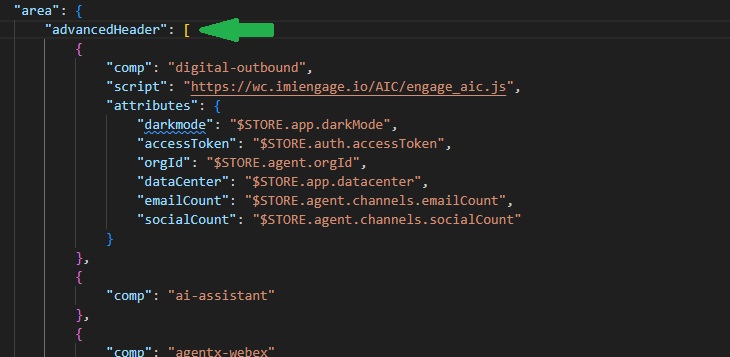 "area": {
"advancedHeader": [
{
"comp": "digital-outbound",
"script": "https://wc.imiengage.io/AIC/engage_aic.js",
"attributes": {
"darkmode": "$STORE.app.darkMode",
"accessToken": "$STORE.auth.accessToken",
"orgId": "$STORE.agent.orgId",
"dataCenter": "$STORE.app.datacenter",
"emailCount": "$STORE.agent.channels.emailCount",
"socialCount": "$STORE.agent.channels.socialCount"
}
},
{
"comp": "ai-assistant"
},
{
"comp": "agentx-webex"